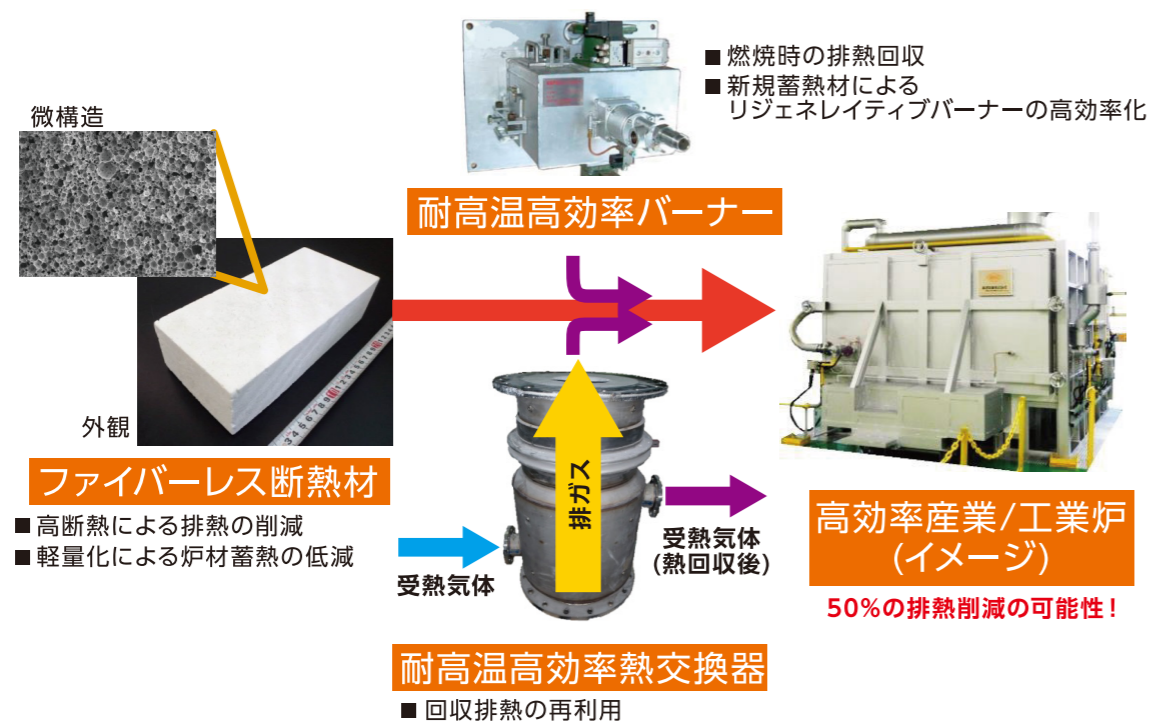 ■ 燃焼時の排熱回収
■ 新規蓄熱材による
リジェネレイティブバーナーの高効率化
微構造
耐高温高効率バーナー
外観
ファイバーレス断熱材
■ 高断熱による排熱の削減
■ 軽量化による炉材蓄熱の低減
排ガス
受熱気体
受熱気体
(熱回収後)
高効率産業/工業炉
(イメージ)
50%の排熱削減の可能性!
耐高温高効率熱交換器
■ 回収排熱の再利用